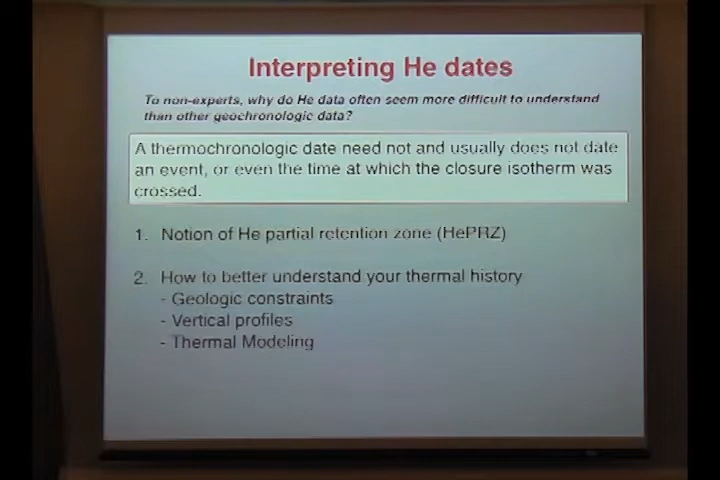 Interpreting He dates
To non-experts, why do He data often seem more difficult to understand
than other geochronologic data?
A thermochronologic date need not and usually does not date
an event, or even the time at which the closure isotherm was
crossed.
1. Notion of He partial retention zone (HePRZ)
2. How to better understand your thermal history
- Geologic constraints
- Vertical profiles
- Thermal Modeling